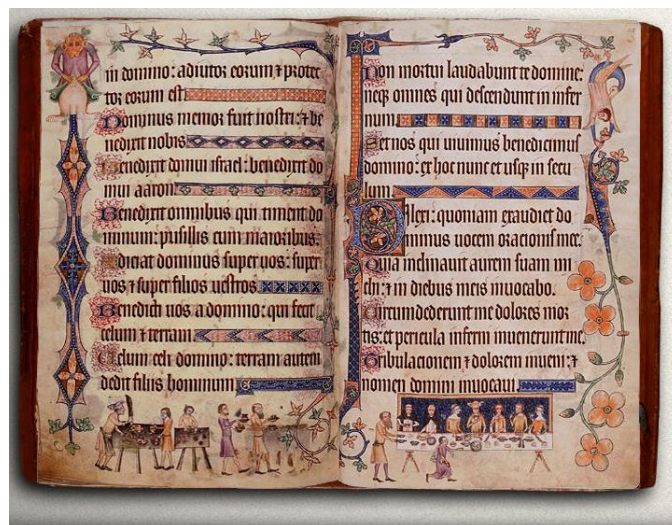 in domino: adiutor eorum ⁊ protec
tor eorum est
Dominus memor fuit nostri: ⁊ be
nedixit nobis
Benedixit domui israel: benedixit do
mui aaron
Benedixit omnibus qui timent do
minum: pusillis cum maioribus.
Adiciat dominus super uos: super
uos ⁊ super filios uestros
Benedicti uos a domino: qui fecit
celum ⁊ terram
Celum celi domino: terram autem
dedit filiis hominum
Non mortui laudabunt te domine:
neq; omnes qui descendunt in infer
num
Set nos qui uiuimus benedicimus
domino: ex hoc nunc et usq; in secu
lum
Dilexi: quoniam exaudiet do
minus uocem oracionis mee.
Quia inclinauit aurem suam mi
chi: ⁊ in diebus meis inuocabo.
Circumdederunt me dolores mor
tis: et pericula inferni inuenerunt me.
Tribulacionem ⁊ dolorem inueni: ⁊
nomen domini inuocaui